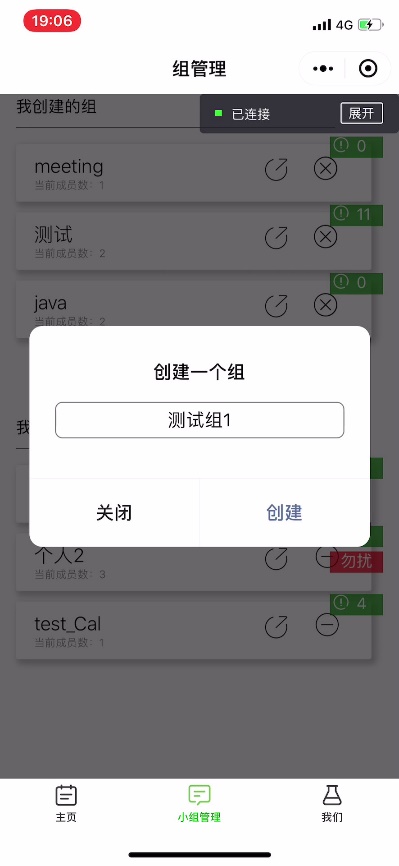 19:06
4G
组管理
我创建的组
已连接
展开
0
meeting
当前成员数：1
11
测试
当前成员数：2
0
java
当前成员数：2
创建一个组
测试组1
我
关闭
创建
个人2
当前成员数：3
勿扰
4
test_Cal
当前成员数：1
主页
小组管理
我们